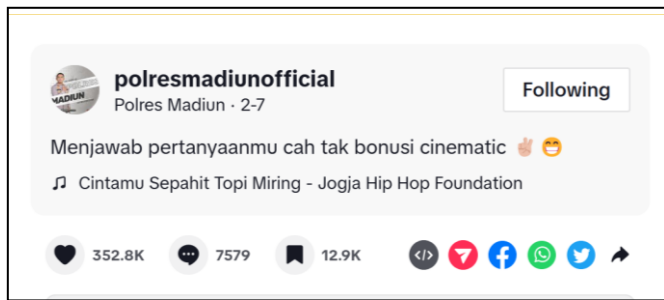 polresmadiunofficial
Polres Madiun · 2-7
Following
Menjawab pertanyaanmu cah tak bonusi cinematic ✌🏼 😁
♫ Cintamu Sepahit Topi Miring - Jogja Hip Hop Foundation
352.8K 7579 12.9K
MADIUN